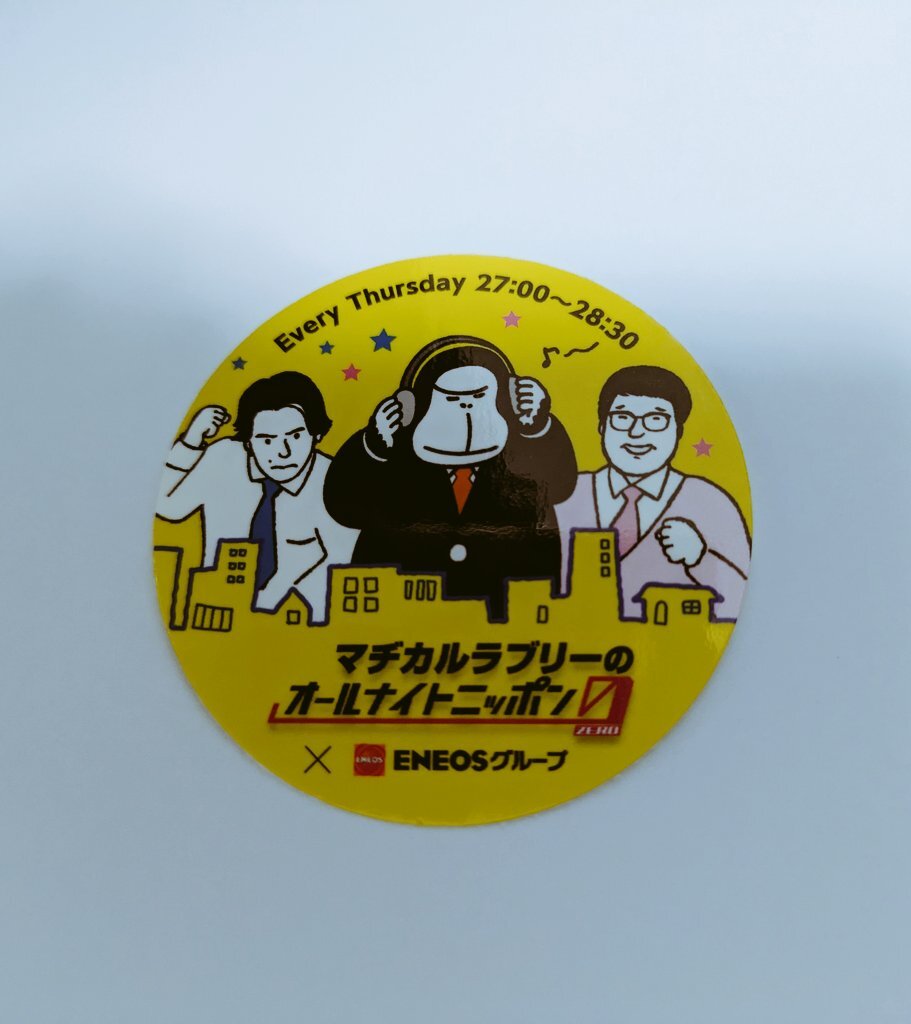 Every Thursday 27:00～28:30
マヂカルラブリーの
オールナイトニッポン0
ZERO
× ENEOS ENEOSグループ